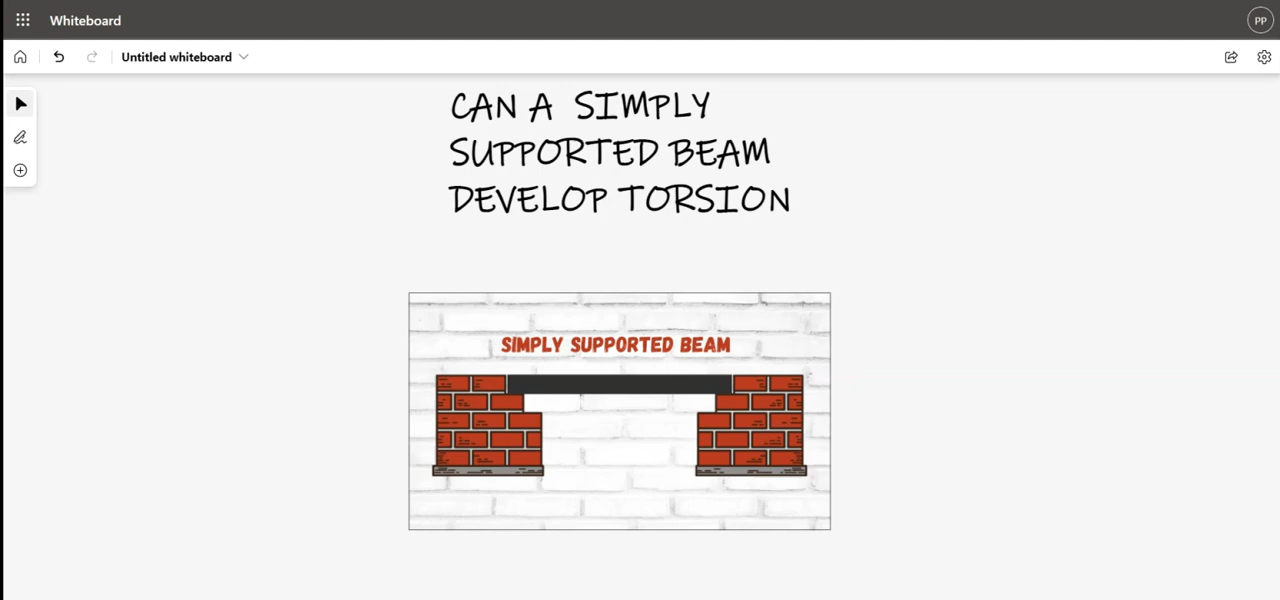 Whiteboard
PP
Untitled whiteboard
CAN A SIMPLY
SUPPORTED BEAM
DEVELOP TORSION
SIMPLY SUPPORTED BEAM